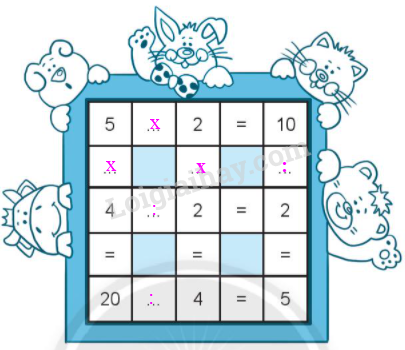 5 x 2 = 10
x x :
4 : 2 = 2
= = =
20 : 4 = 5
Loigiaihay.com